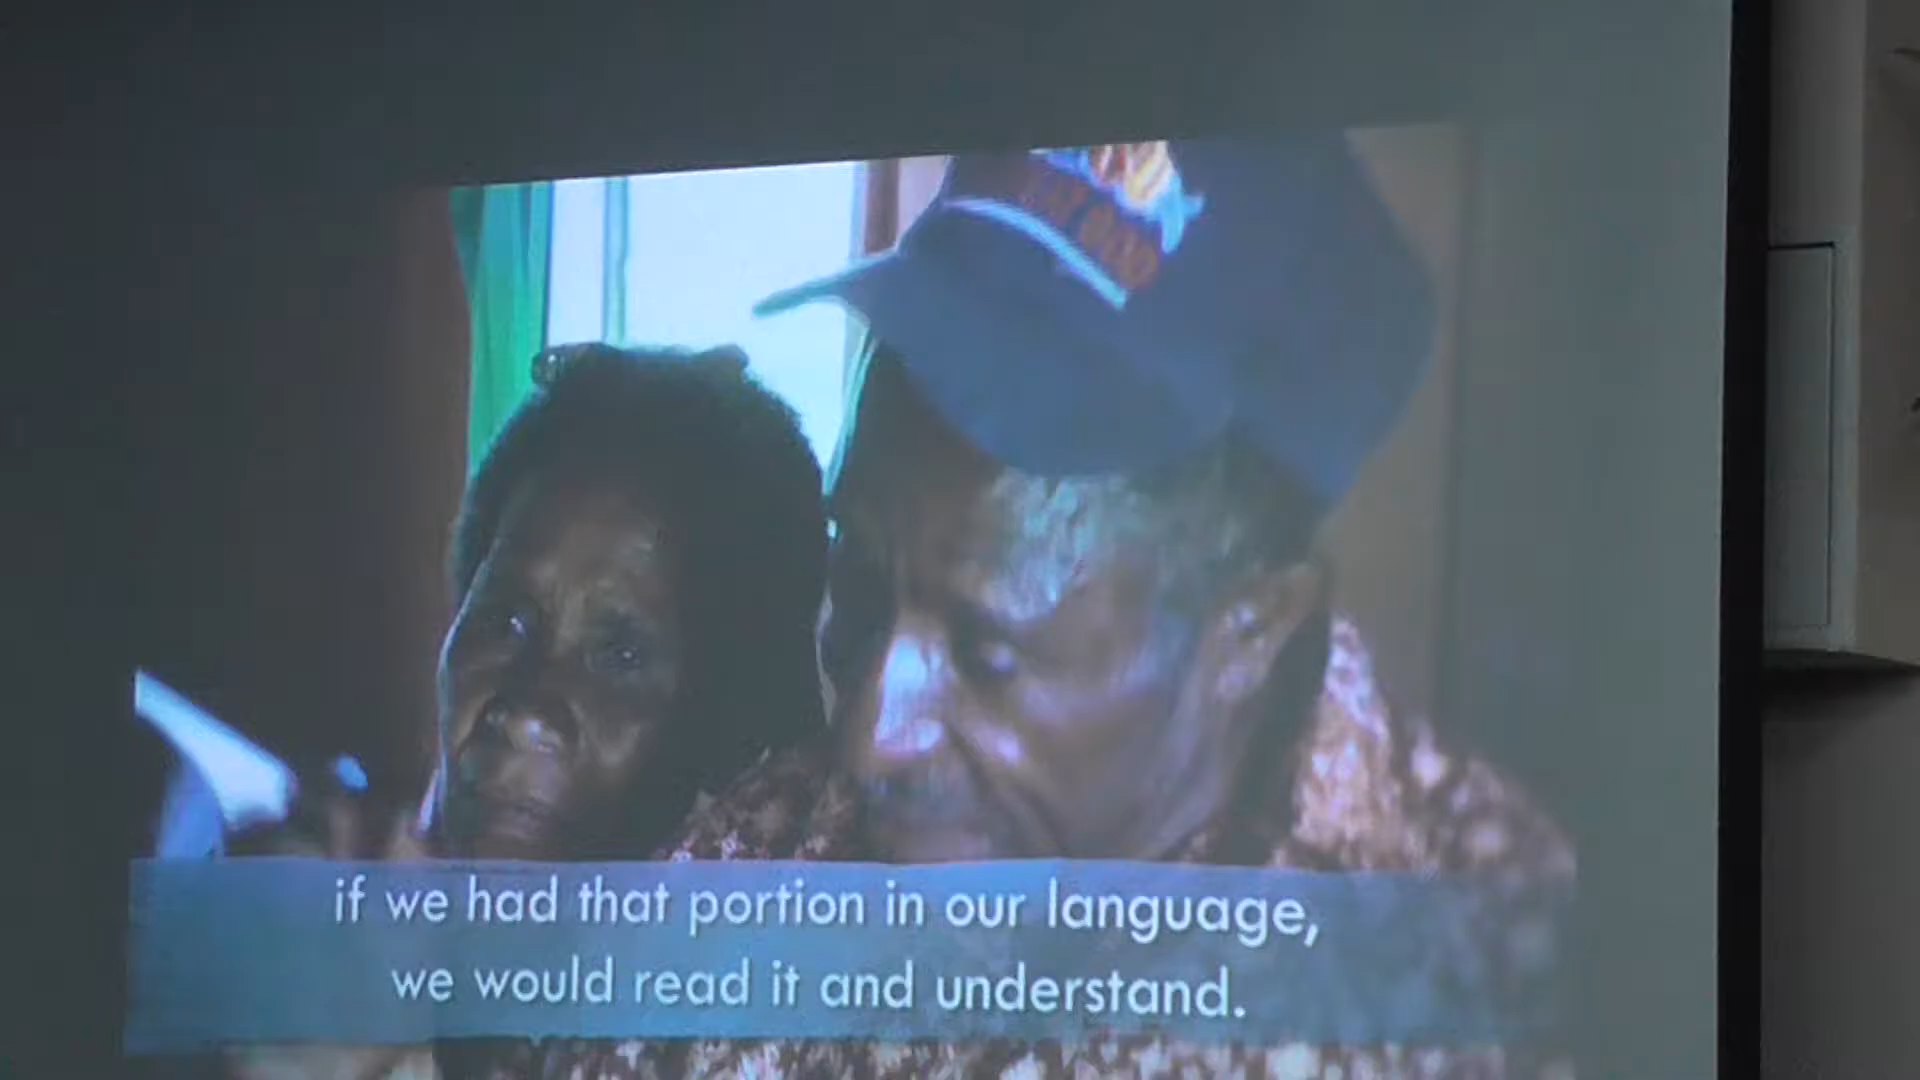 if we had that portion in our language,
we would read it and understand.